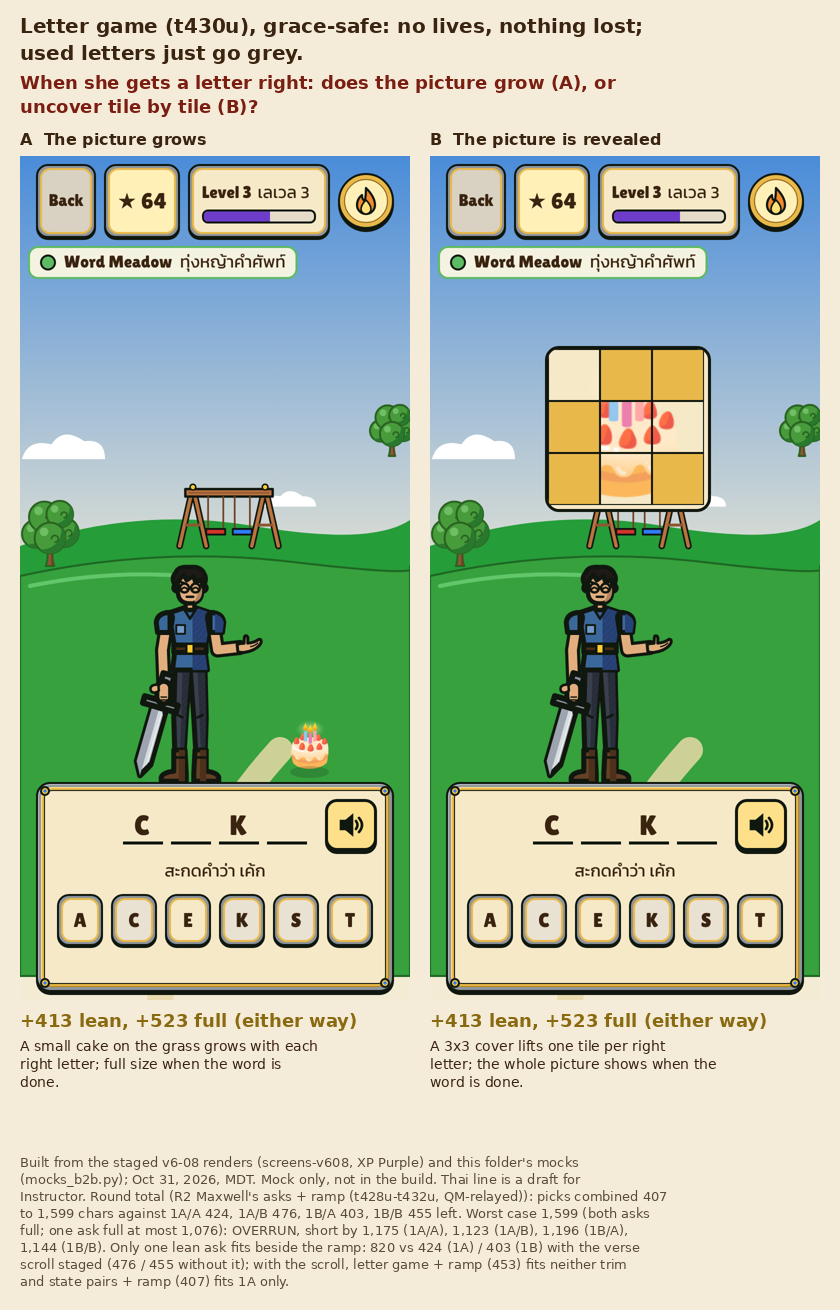 Letter game (t430u), grace-safe: no lives, nothing lost;
used letters just go grey.
When she gets a letter right: does the picture grow (A), or
uncover tile by tile (B)?
A The picture grows
Back
★ 64
Level 3 เลเวล 3
Word Meadow ทุ่งหญ้าคำศัพท์
C K
สะกดคำว่า เค้ก
A C E K S T
+413 lean, +523 full (either way)
A small cake on the grass grows with each
right letter; full size when the word is
done.
B The picture is revealed
Back
★ 64
Level 3 เลเวล 3
Word Meadow ทุ่งหญ้าคำศัพท์
C K
สะกดคำว่า เค้ก
A C E K S T
+413 lean, +523 full (either way)
A 3x3 cover lifts one tile per right
letter; the whole picture shows when the
word is done.
Built from the staged v6-08 renders (screens-v608, XP Purple) and this folder's mocks
(mocks_b2b.py); Oct 31, 2026, MDT. Mock only, not in the build. Thai line is a draft for
Instructor. Round total (R2 Maxwell's asks + ramp (t428u-t432u, QM-relayed)): picks combined 407
to 1,599 chars against 1A/A 424, 1A/B 476, 1B/A 403, 1B/B 455 left. Worst case 1,599 (both asks
full; one ask full at most 1,076): OVERRUN, short by 1,175 (1A/A), 1,123 (1A/B), 1,196 (1B/A),
1,144 (1B/B). Only one lean ask fits beside the ramp: 820 vs 424 (1A) / 403 (1B) with the verse
scroll staged (476 / 455 without it); with the scroll, letter game + ramp (453) fits neither trim
and state pairs + ramp (407) fits 1A only.